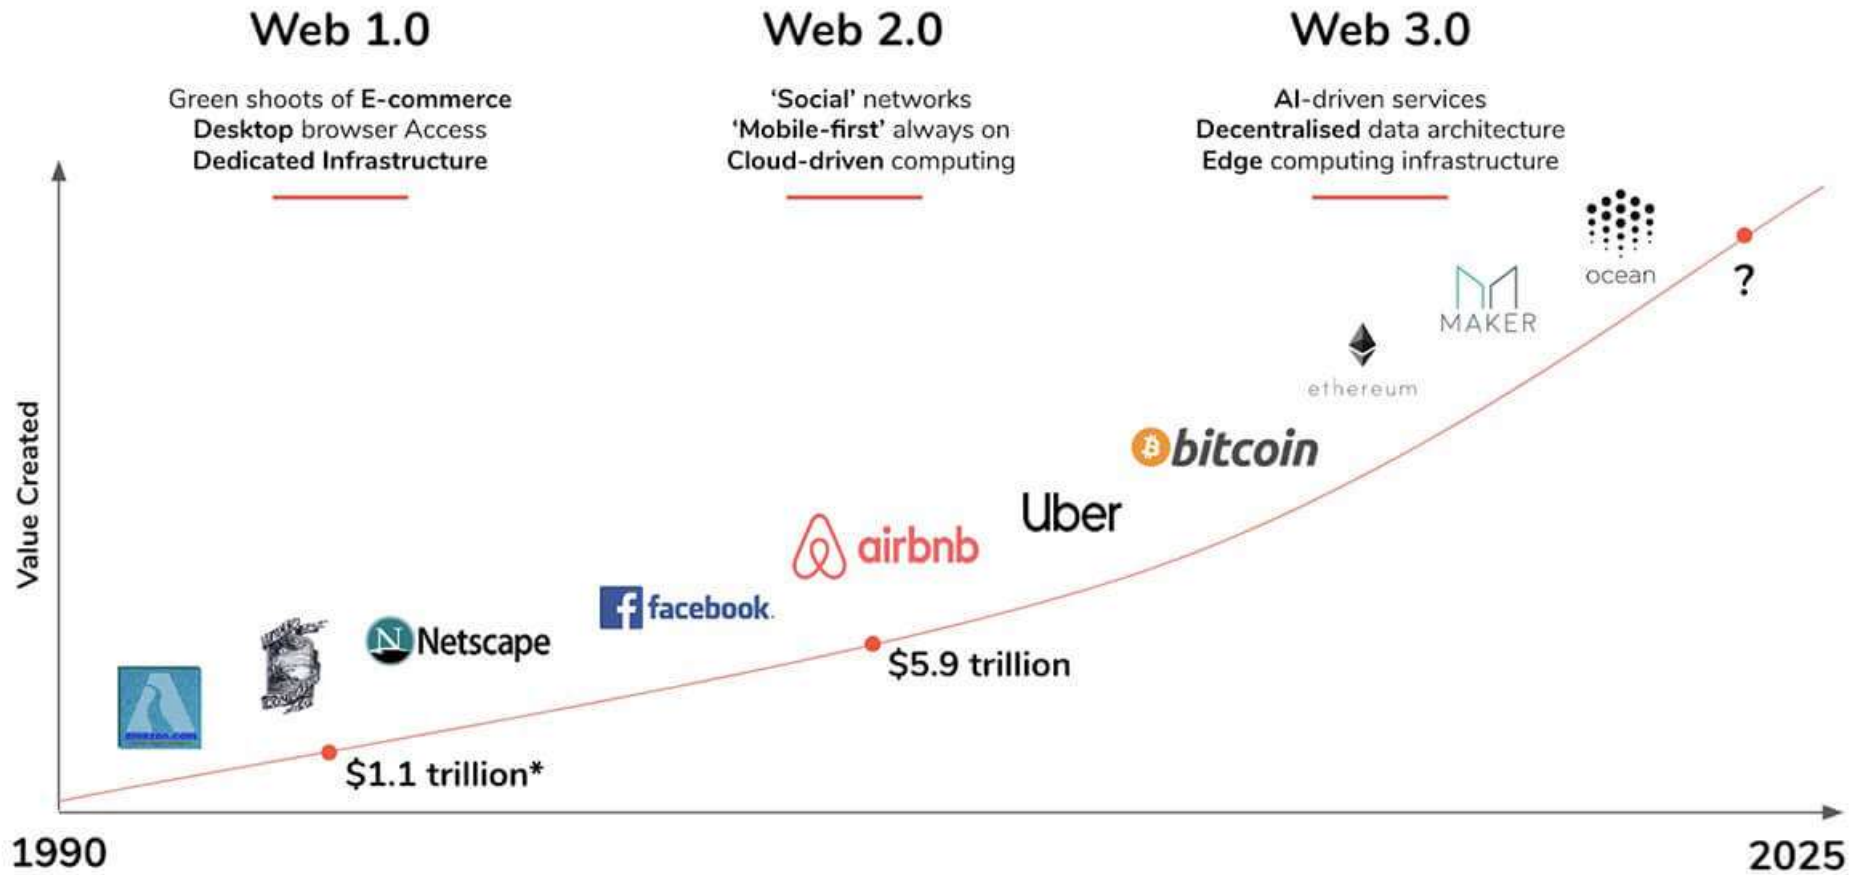 Web 1.0
Green shoots of E-commerce
Desktop browser Access
Dedicated Infrastructure
Web 2.0
‘Social’ networks
‘Mobile-first’ always on
Cloud-driven computing
Web 3.0
AI-driven services
Decentralised data architecture
Edge computing infrastructure
ocean
?
MAKER
ethereum
bitcoin
Uber
airbnb
facebook.
Netscape
amazon.com
$5.9 trillion
$1.1 trillion*
Value Created
1990
2025